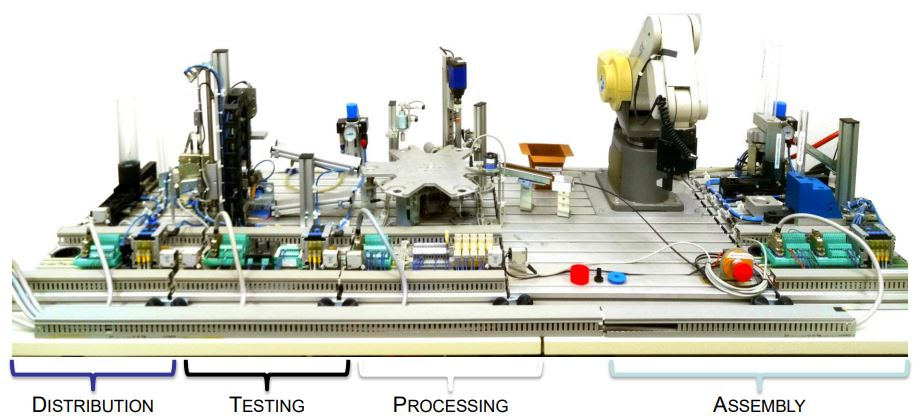 DISTRIBUTION
TESTING
PROCESSING
ASSEMBLY